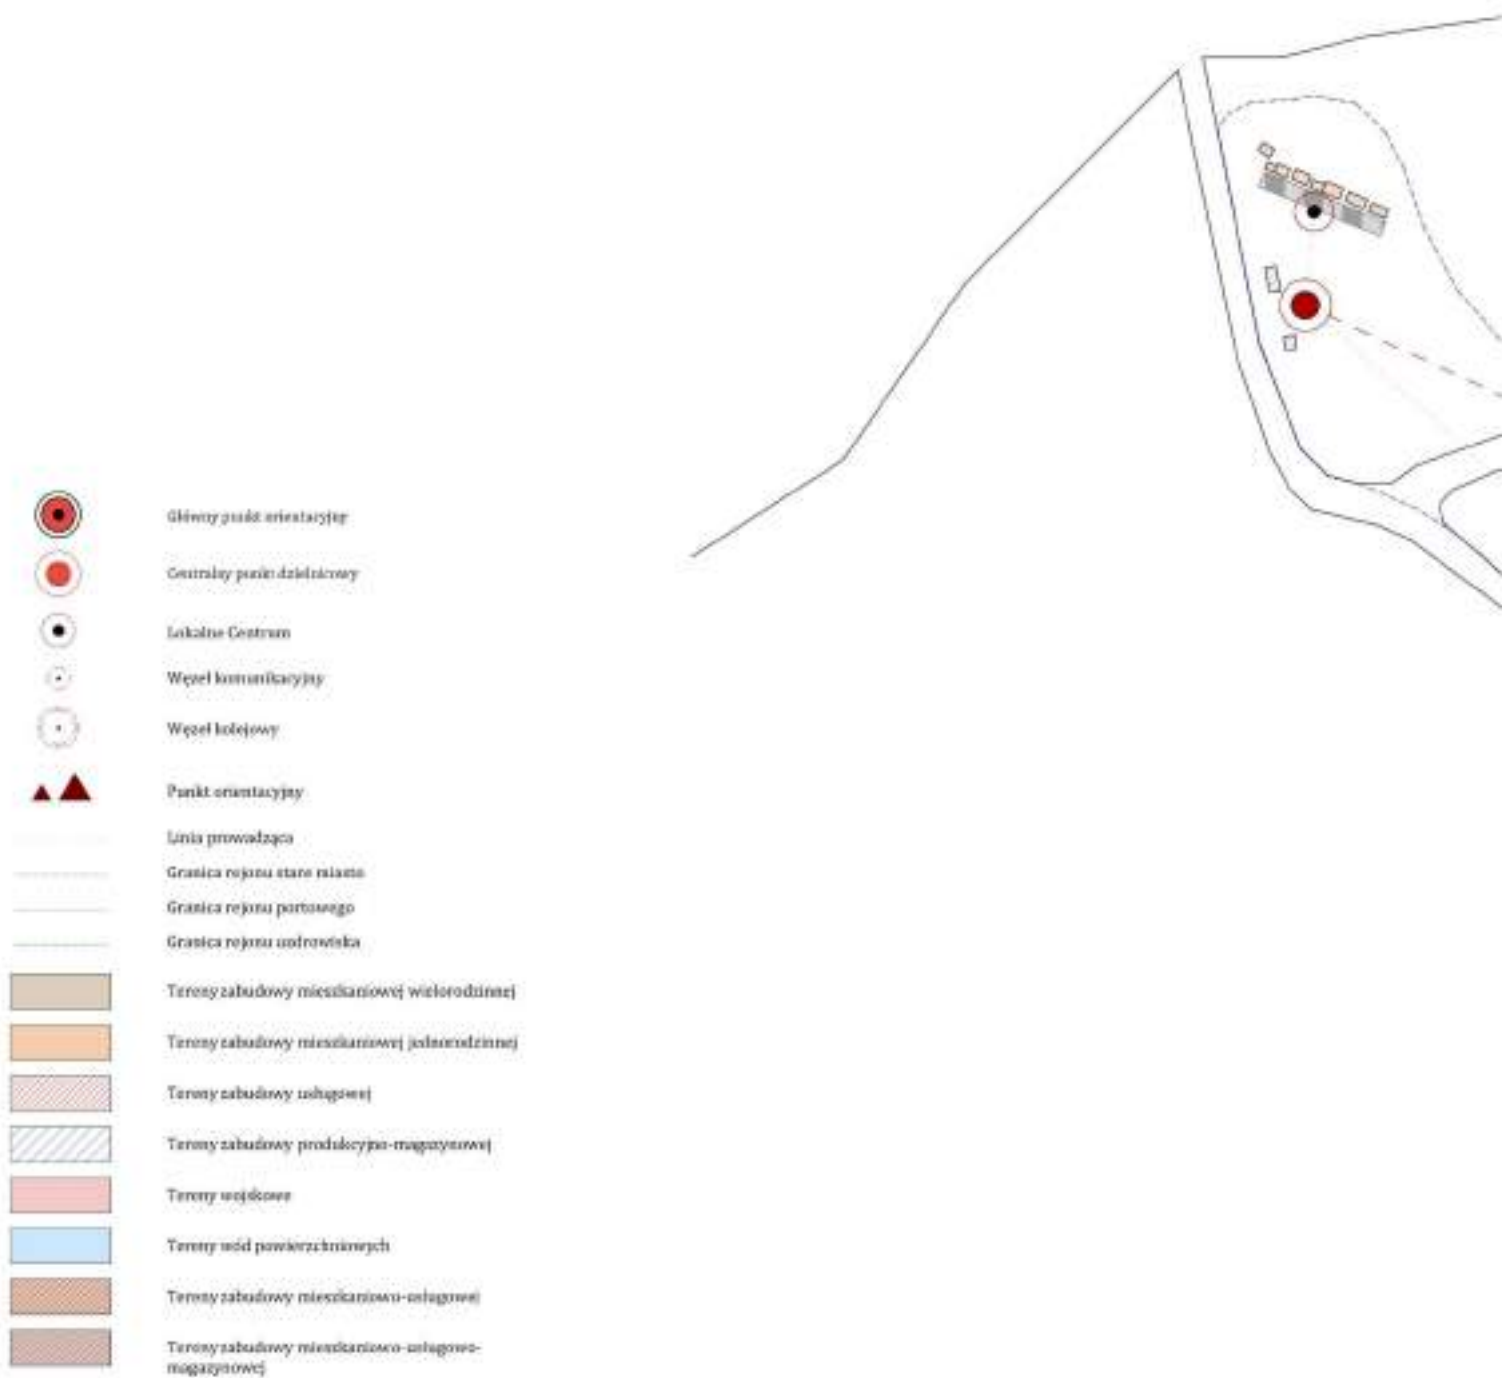 Główny punkt orientacyjny
Centralny punkt dzielnicowy
Lokalne Centrum
Węzeł komunikacyjny
Węzeł kolejowy
Punkt orientacyjny
Linia prowadząca
Granica rejonu stare miasto
Granica rejonu portowego
Granica rejonu uzdrowiska
Tereny zabudowy mieszkaniowej wielorodzinnej
Tereny zabudowy mieszkaniowej jednorodzinnej
Tereny zabudowy usługowej
Tereny zabudowy produkcyjno-magazynowej
Tereny wojskowe
Tereny wód powierzchniowych
Tereny zabudowy mieszkaniowo-usługowej
Tereny zabudowy mieszkaniowo-usługowo-
magazynowej